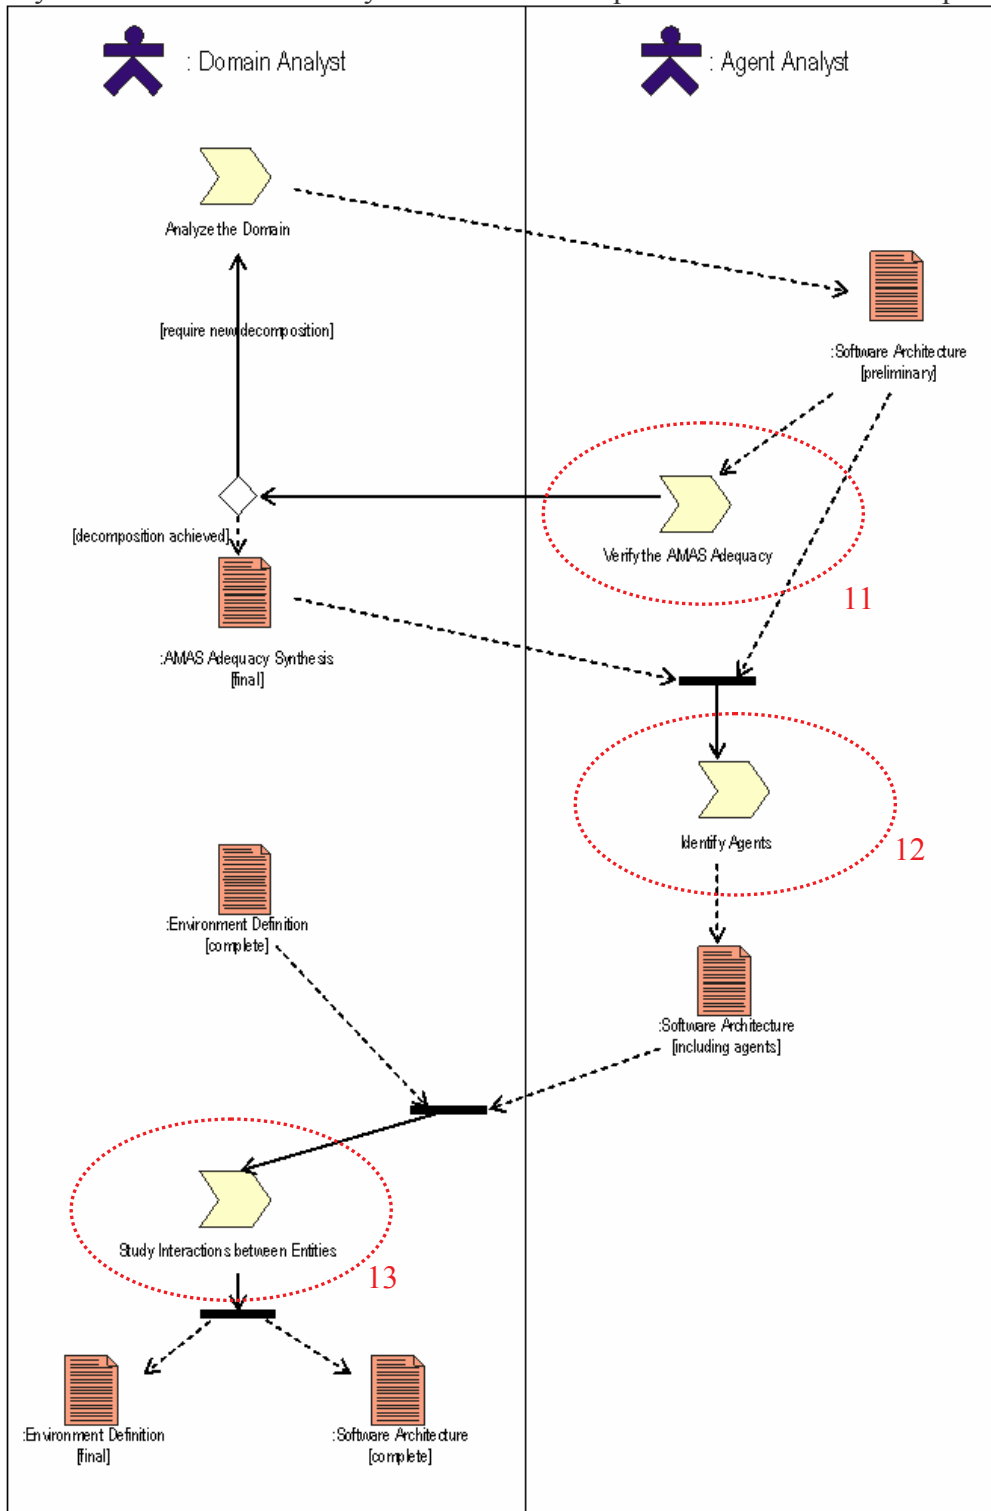 : Domain Analyst
: Agent Analyst
Analyze the Domain
[require new decomposition]
:Software Architecture
[preliminary]
[decomposition achieved]
Verify the AMAS Adequacy
11
:AMAS Adequacy Synthesis
[final]
Identify Agents
12
:Environment Definition
[complete]
:Software Architecture
[including agents]
Study Interactions between Entities
13
:Environment Definition
[final]
:Software Architecture
[complete]